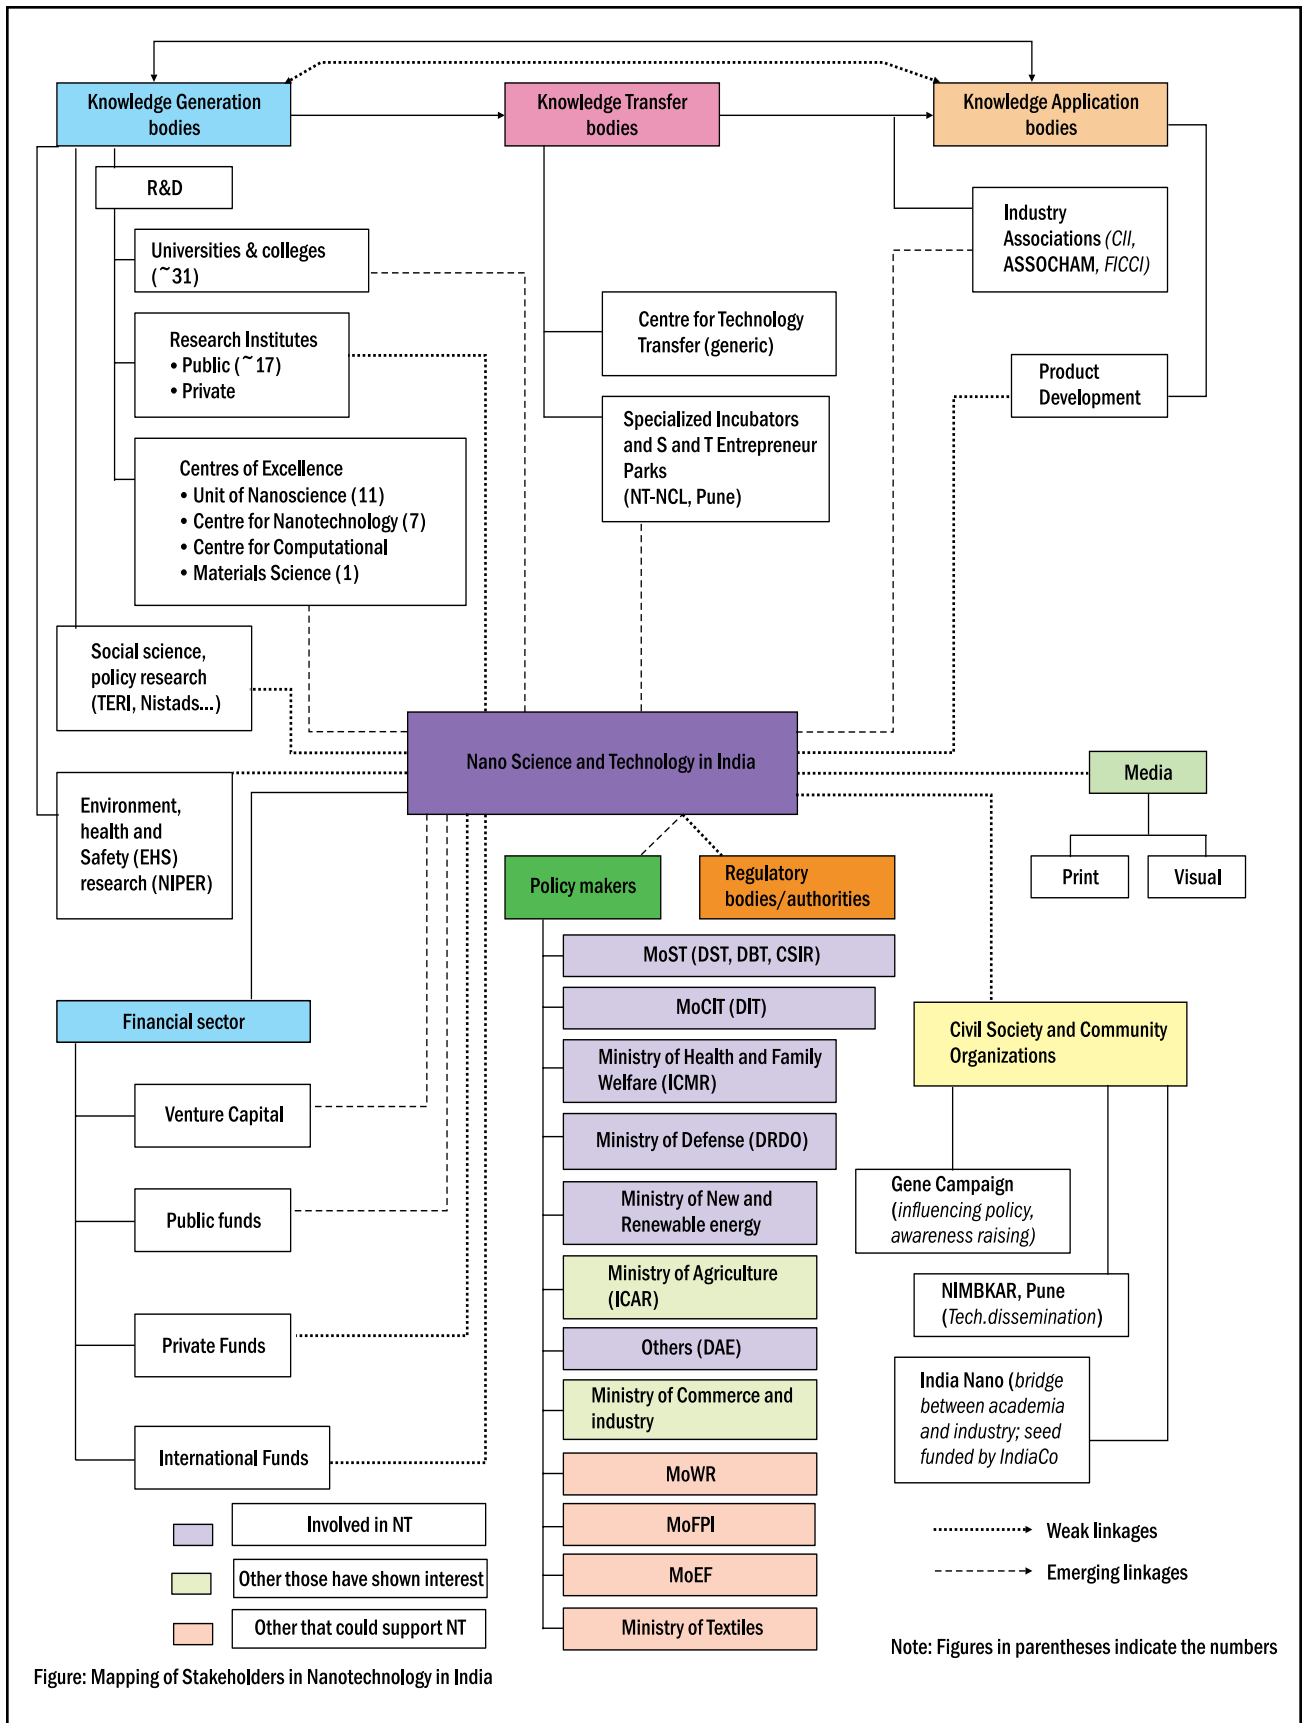 Knowledge Generation
bodies
Knowledge Transfer
bodies
Knowledge Application
bodies
R&D
Universities & colleges
(~31)
Research Institutes
• Public (~17)
• Private
Centres of Excellence
• Unit of Nanoscience (11)
• Centre for Nanotechnology (7)
• Centre for Computational
• Materials Science (1)
Social science,
policy research
(TERI, Nistads...)
Environment,
health and
Safety (EHS)
research (NIPER)
Centre for Technology
Transfer (generic)
Specialized Incubators
and S and T Entrepreneur
Parks
(NT-NCL, Pune)
Industry
Associations (CII,
ASSOCHAM, FICCI)
Product
Development
Nano Science and Technology in India
Media
Print
Visual
Policy makers
Regulatory
bodies/authorities
MoST (DST, DBT, CSIR)
MoCIT (DIT)
Ministry of Health and Family
Welfare (ICMR)
Ministry of Defense (DRDO)
Ministry of New and
Renewable energy
Ministry of Agriculture
(ICAR)
Others (DAE)
Ministry of Commerce and
industry
MoWR
MoFPI
MoEF
Ministry of Textiles
Financial sector
Venture Capital
Public funds
Private Funds
International Funds
Civil Society and Community
Organizations
Gene Campaign
(influencing policy,
awareness raising)
NIMBKAR, Pune
(Tech.dissemination)
India Nano (bridge
between academia
and industry; seed
funded by IndiaCo
Involved in NT
Other those have shown interest
Other that could support NT
Weak linkages
Emerging linkages
Note: Figures in parentheses indicate the numbers
Figure: Mapping of Stakeholders in Nanotechnology in India